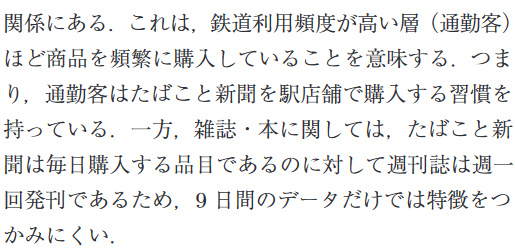 関係にある．これは，鉄道利用頻度が高い層（通勤客）
ほど商品を頻繁に購入していることを意味する．つま
り，通勤客はたばこと新聞を駅店舗で購入する習慣を
持っている．一方，雑誌・本に関しては，たばこと新
聞は毎日購入する品目であるのに対して週刊誌は週一
回発刊であるため，9 日間のデータだけでは特徴をつ
かみにくい．